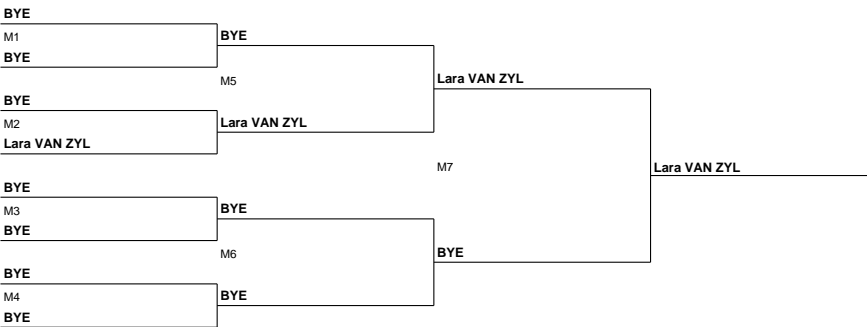 BYE
M1
BYE
BYE
M5
BYE
M2
Lara VAN ZYL
Lara VAN ZYL
Lara VAN ZYL
M7
Lara VAN ZYL
BYE
M3
BYE
BYE
M6
BYE
BYE
M4
BYE
BYE